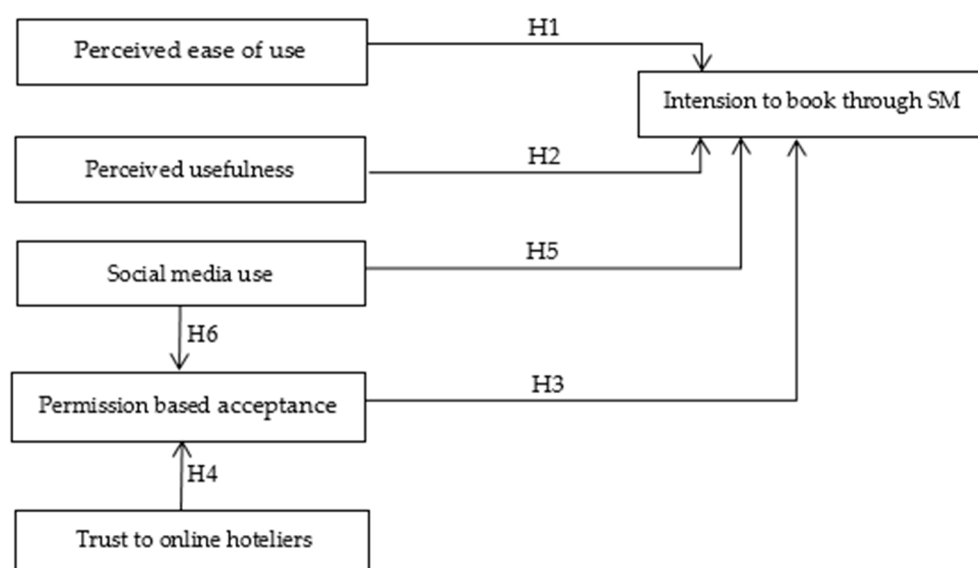 H1
Perceived ease of use
Intension to book through SM
H2
Perceived usefulness
H5
Social media use
H6
H3
Permission based acceptance
H4
Trust to online hoteliers